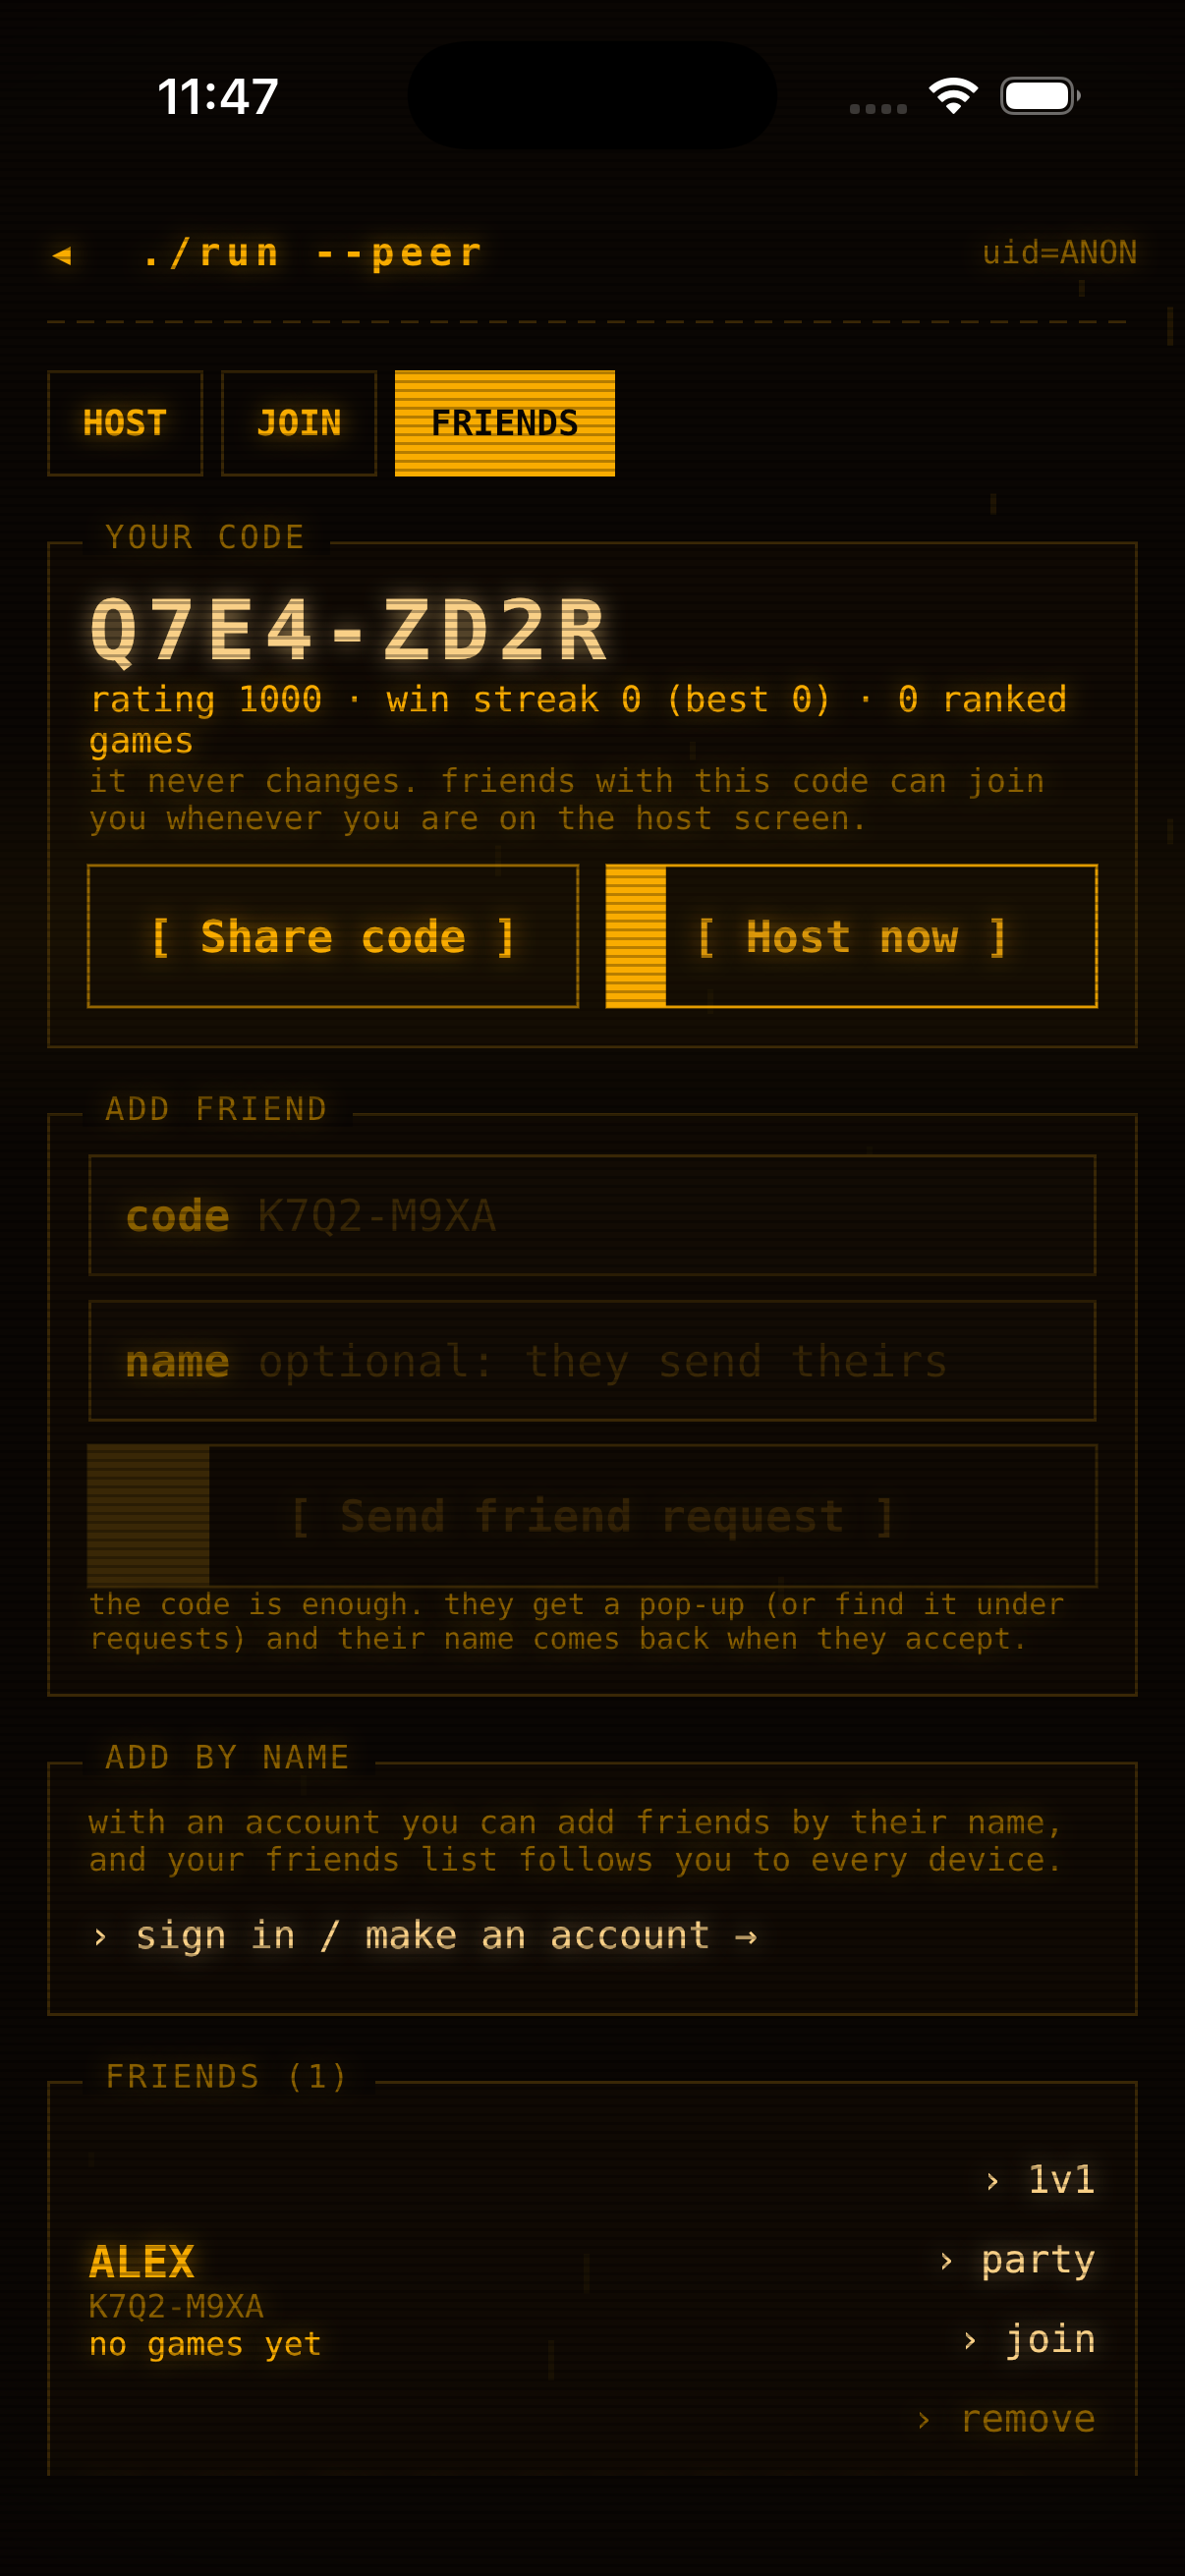 11:47
◂ ./run --peer
uid=ANON
HOST JOIN FRIENDS
YOUR CODE
Q7E4-ZD2R
rating 1000 · win streak 0 (best 0) · 0 ranked
games
it never changes. friends with this code can join
you whenever you are on the host screen.
[ Share code ] [ Host now ]
ADD FRIEND
code K7Q2-M9XA
name optional: they send theirs
[ Send friend request ]
the code is enough. they get a pop-up (or find it under
requests) and their name comes back when they accept.
ADD BY NAME
with an account you can add friends by their name,
and your friends list follows you to every device.
› sign in / make an account →
FRIENDS (1)
ALEX
K7Q2-M9XA
no games yet
› 1v1
› party
› join
› remove